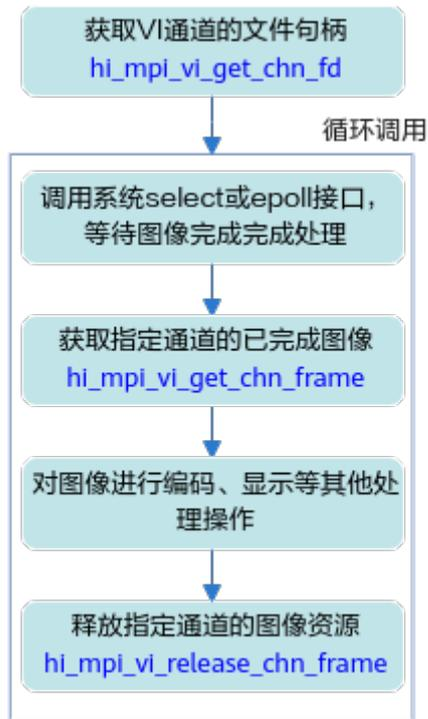 获取VI通道的文件句柄
hi_mpi_vi_get_chn_fd
循环调用
调用系统select或epoll接口，
等待图像完成完成处理
获取指定通道的已完成图像
hi_mpi_vi_get_chn_frame
对图像进行编码、显示等其他处
理操作
释放指定通道的图像资源
hi_mpi_vi_release_chn_frame